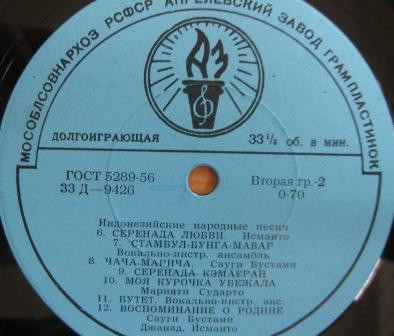 МОСОБЛСОВНАРХОЗ РСФСР АПРЕЛЕВСКИЙ ЗАВОД ГРАМПЛАСТИНОК
АЗ
ДОЛГОИГРАЮЩАЯ
33 1/3 об. в мин.
ГОСТ 5289-56
33 Д—9426
Вторая гр.-2
0-70
Индонезийские народные песни
6. СЕРЕНАДА ЛЮБВИ. Исманто
7. СТАМБУЛ-БУНГА-МАВАР
Вокально-инстр. ансамбль
8. ЧАЧА-МАРИЧА. Сауги Бустами
9. СЕРЕНАДА КЭМАЕРАН
10. МОЯ КУРОЧКА УБЕЖАЛА
Марияти Сударто
11. БУТЕТ. Вокально-инстр. анс.
12. ВОСПОМИНАНИЕ О РОДИНЕ
Сауги Бустами
Джанад, Исманто